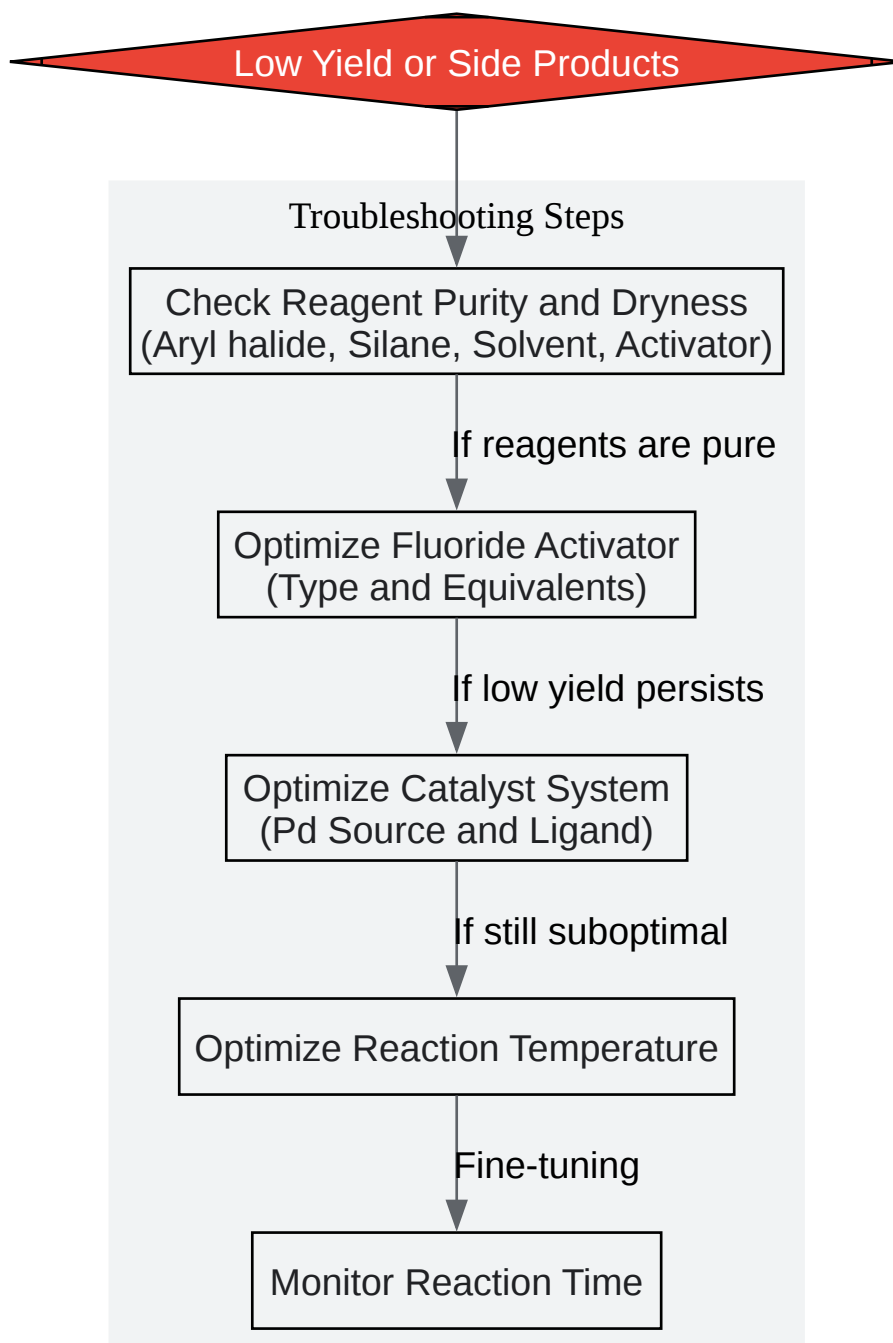 Low Yield or Side Products
Troubleshooting Steps
Check Reagent Purity and Dryness
(Aryl halide, Silane, Solvent, Activator)
If reagents are pure
Optimize Fluoride Activator
(Type and Equivalents)
If low yield persists
Optimize Catalyst System
(Pd Source and Ligand)
If still suboptimal
Optimize Reaction Temperature
Fine-tuning
Monitor Reaction Time